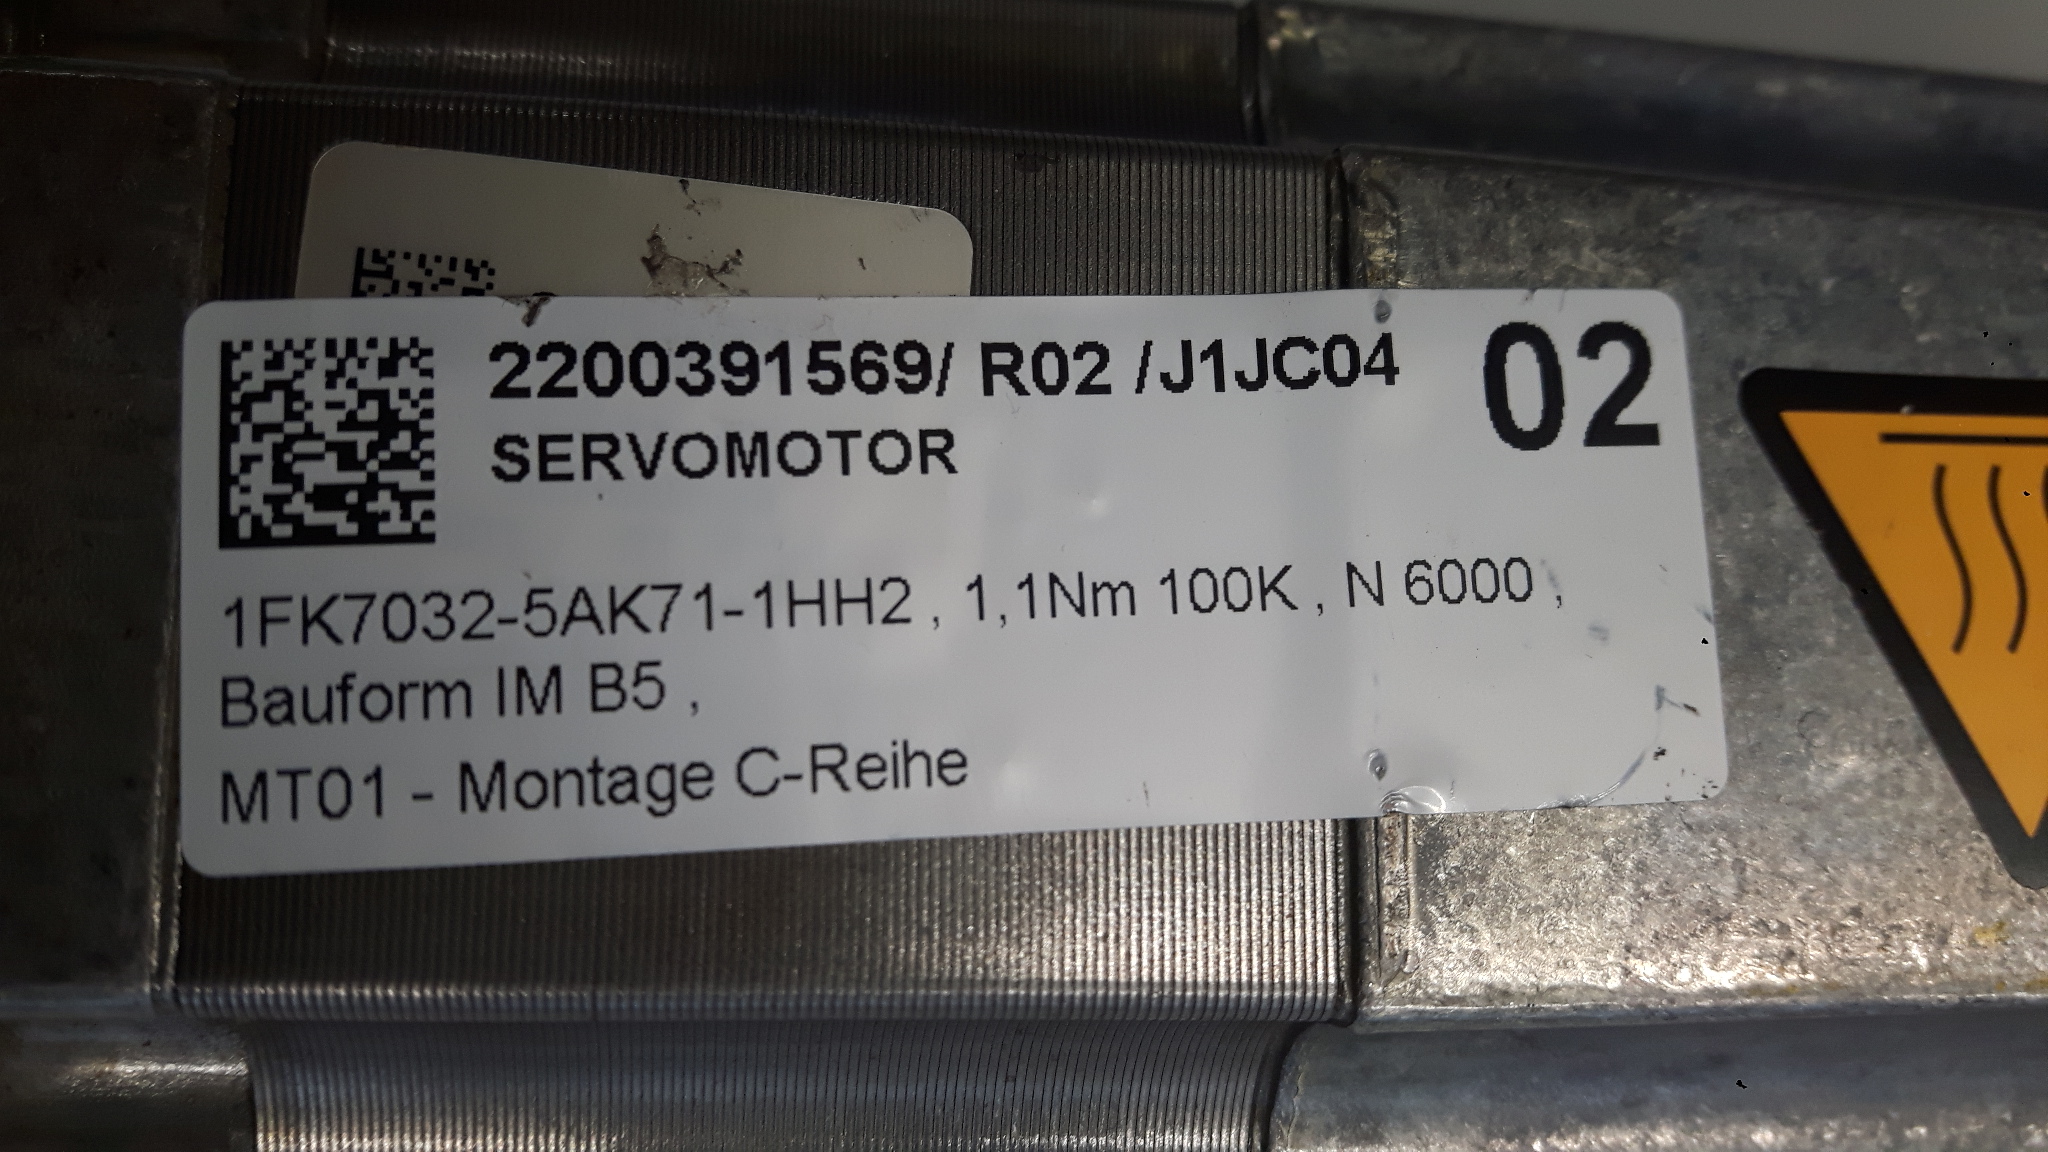 2200391569/ R02 /J1JC04
02
SERVOMOTOR
1FK7032-5AK71-1HH2 , 1,1Nm 100K , N 6000 ,
Bauform IM B5 ,
MT01 - Montage C-Reihe